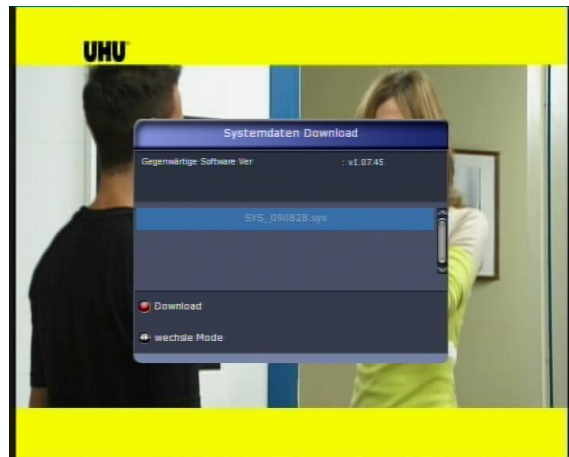 UHU
Systemdaten Download
Gegenwärtige Software Ver : v1.07.45
SYS_090828.sys
Download
wechsle Mode